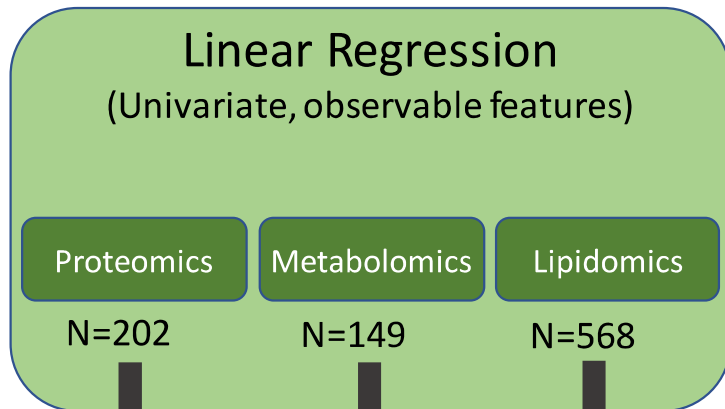 Linear Regression
(Univariate, observable features)
Proteomics Metabolomics Lipidomics
N=202 N=149 N=568